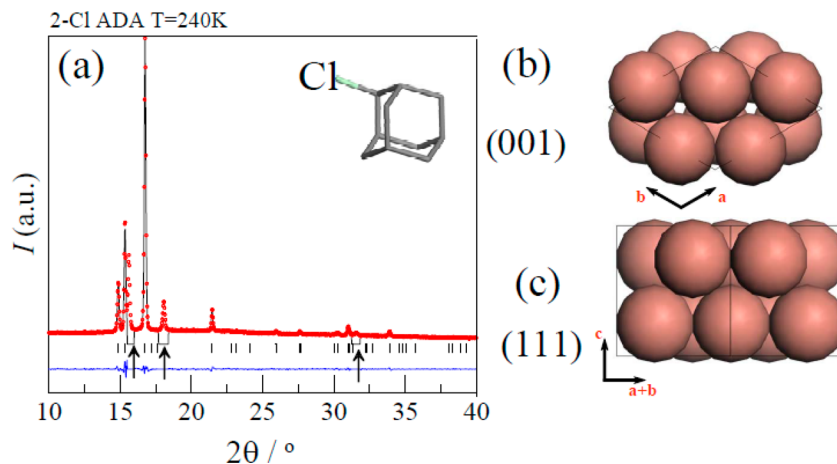 2-Cl ADA T=240K
(a)
Cl
I (a.u.)
10 15 20 25 30 35 40
2θ / °
(b)
(001)
b a
(c)
(111)
c
a+b